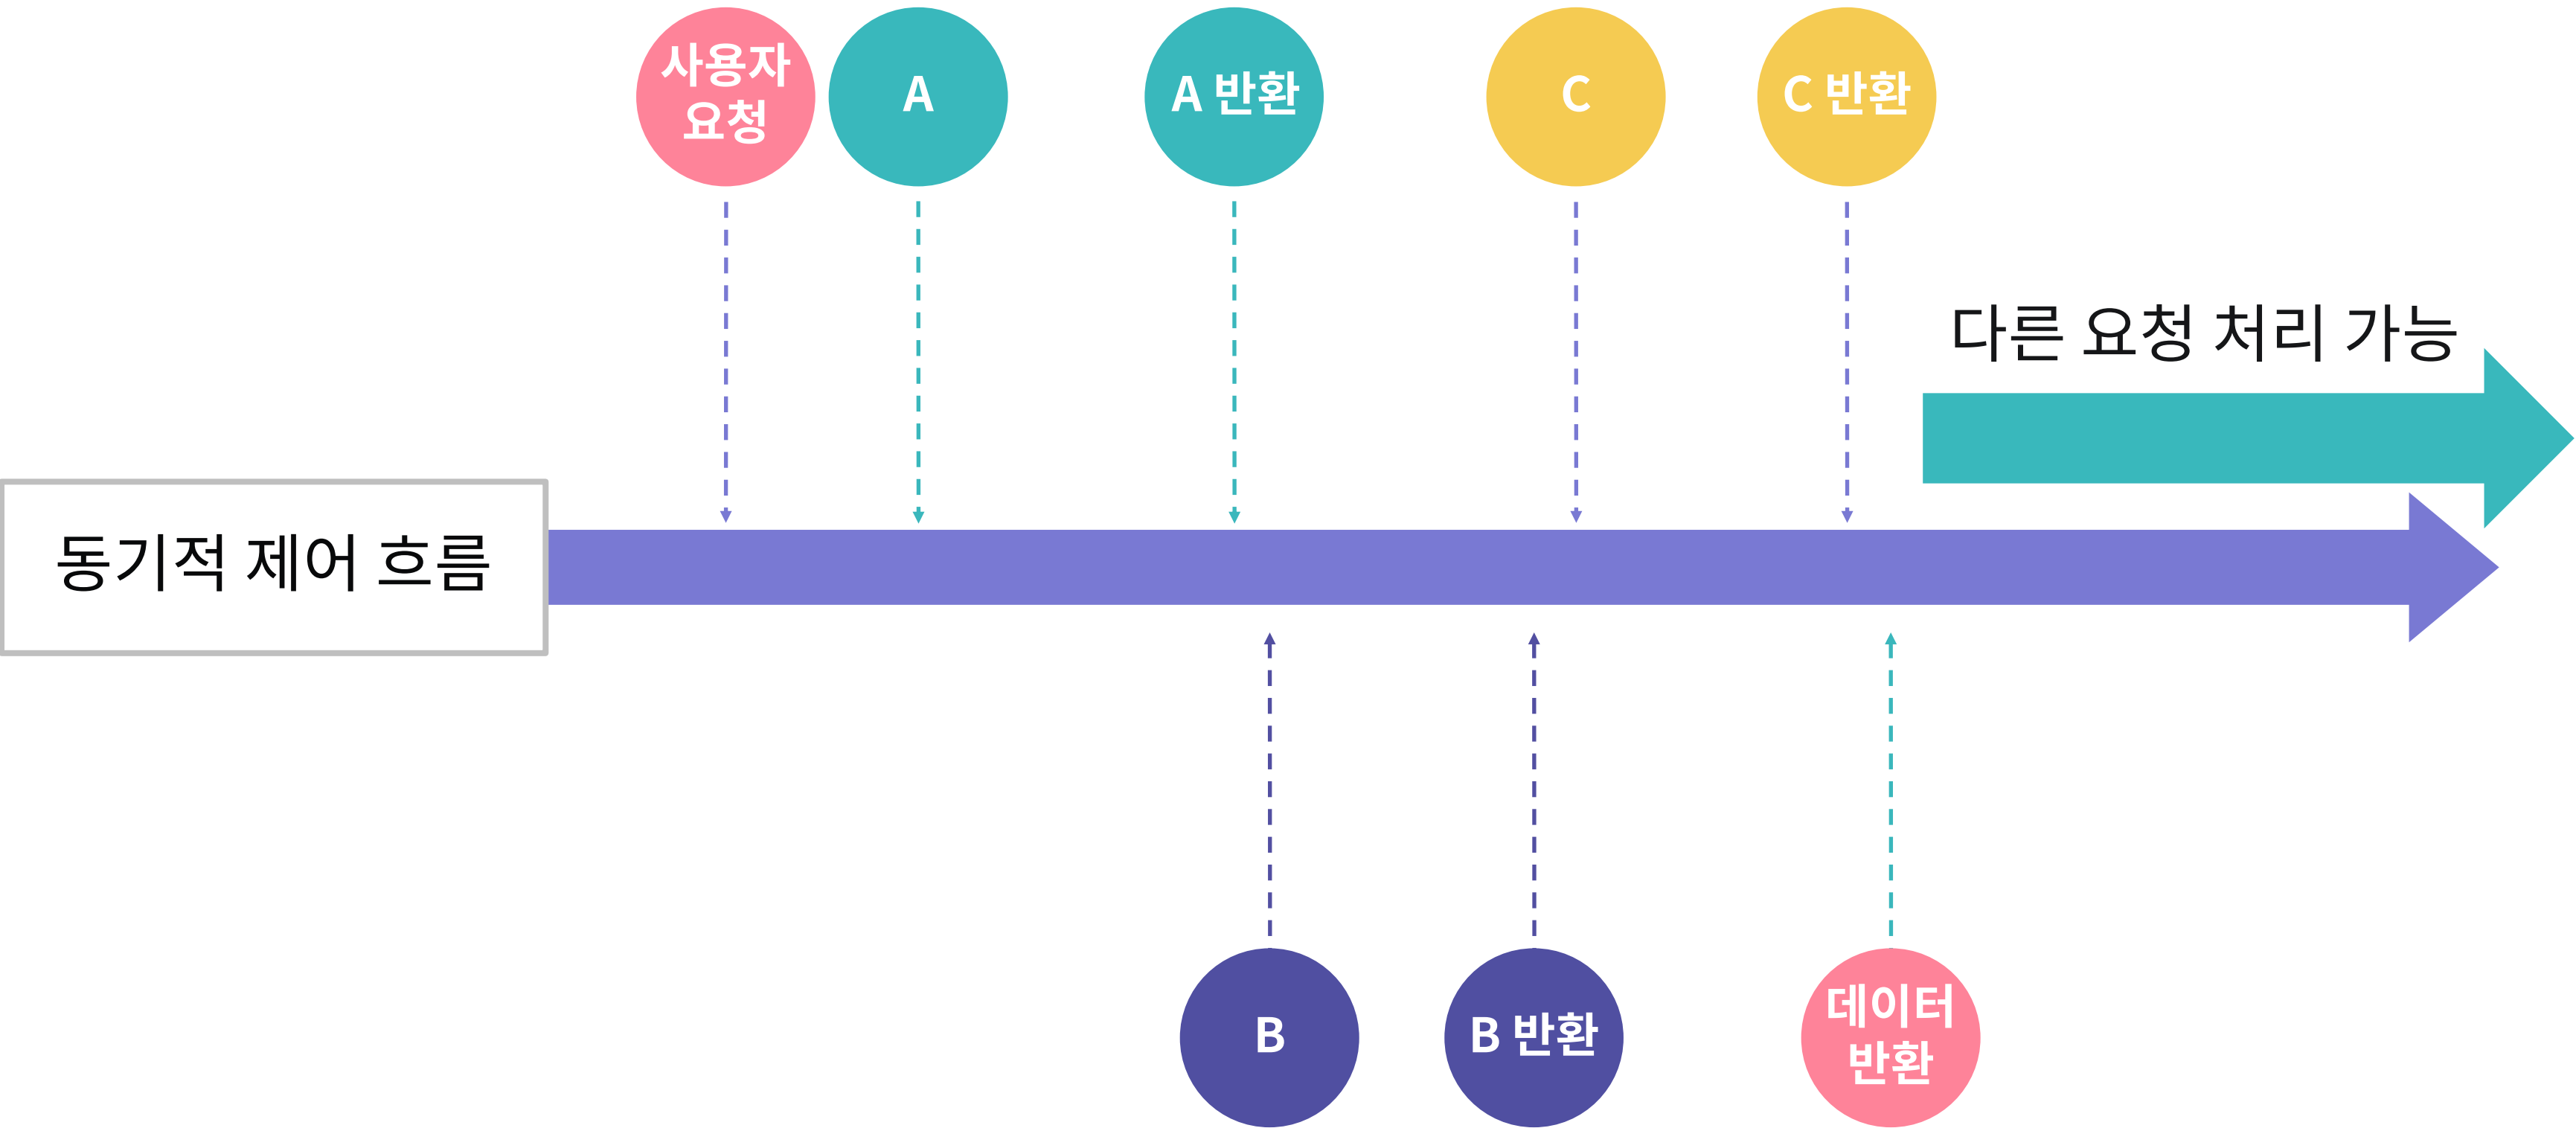 사용자
요청
A
A 반환
C
C 반환
다른 요청 처리 가능
동기적 제어 흐름
B
B 반환
데이터
반환